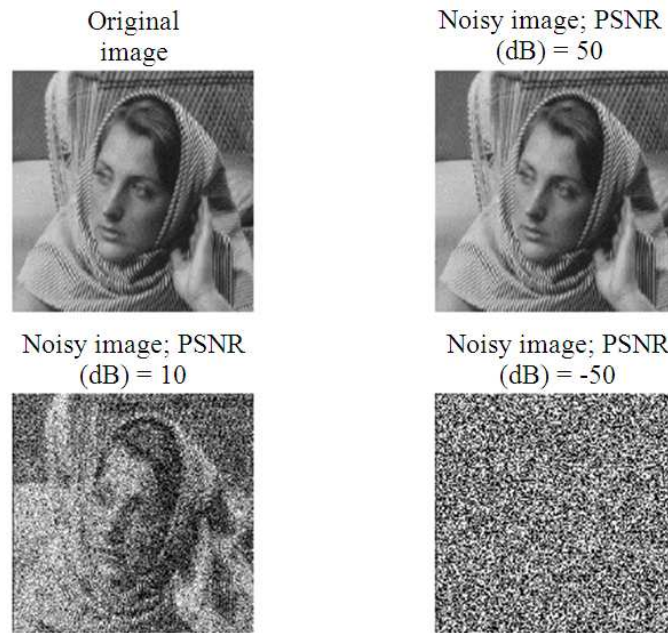 Original
image
Noisy image; PSNR
(dB) = 50
Noisy image; PSNR
(dB) = 10
Noisy image; PSNR
(dB) = -50